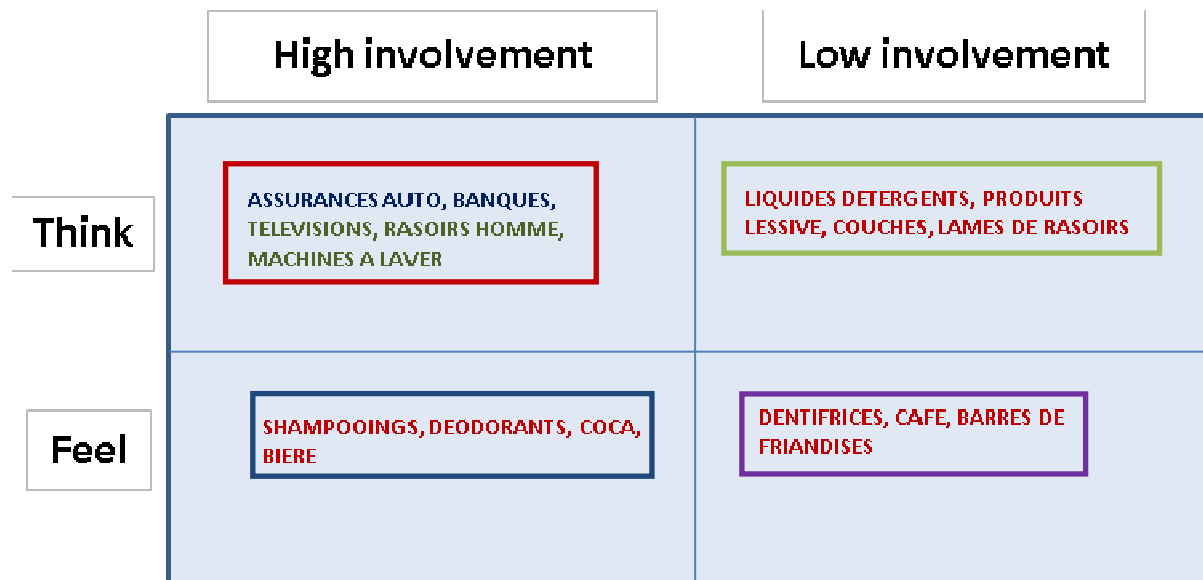 High involvement
Low involvement
Think
ASSURANCES AUTO, BANQUES,
TELEVISIONS, RASOIRS HOMME,
MACHINES A LAVER
LIQUIDES DETERGENTS, PRODUITS
LESSIVE, COUCHES, LAMES DE RASOIRS
Feel
SHAMPOOINGS, DEODORANTS, COCA,
BIERE
DENTIFRICES, CAFE, BARRES DE
FRIANDISES